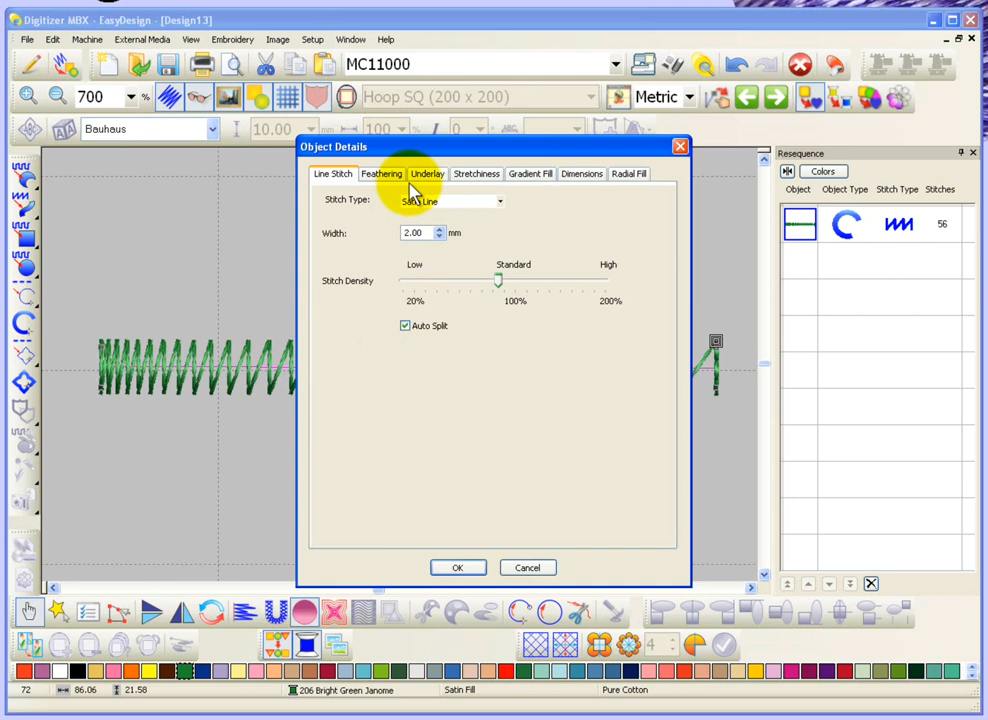 Digitizer MBX - EasyDesign - [Design13]
File Edit Machine External Media View Embroidery Image Setup Window Help
MC11000
700 % Hoop SQ (200 x 200) Metric
Bauhaus 10.00 100 % 0 ABC
Object Details
Line Stitch Feathering Underlay Stretchiness Gradient Fill Dimensions Radial Fill
Stitch Type: Satin Line
Width: 2.00 mm
Low Standard High
Stitch Density
20% 100% 200%
Auto Split
OK Cancel
Resequence
Colors
Object Object Type Stitch Type Stitches
56
4
72 86.06 21.58 206 Bright Green Janome Satin Fill Pure Cotton